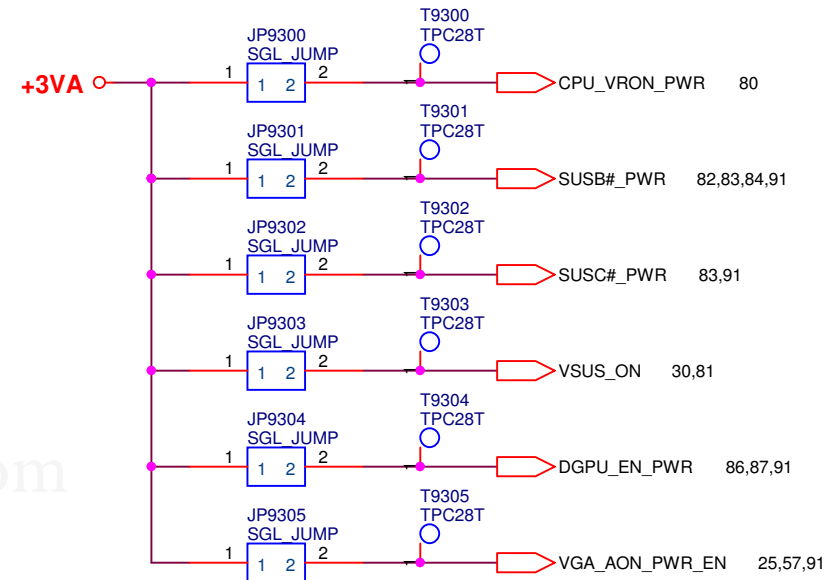 T9300
JP9300 TPC28T
SGL_JUMP
+3VA 1 1 2 2 CPU_VRON_PWR 80
T9301
JP9301 TPC28T
SGL_JUMP
1 1 2 2 SUSB#_PWR 82,83,84,91
T9302
JP9302 TPC28T
SGL_JUMP
1 1 2 2 SUSC#_PWR 83,91
T9303
JP9303 TPC28T
SGL_JUMP
1 1 2 2 VSUS_ON 30,81
T9304
JP9304 TPC28T
SGL_JUMP
1 1 2 2 DGPU_EN_PWR 86,87,91
om
T9305
JP9305 TPC28T
SGL_JUMP
1 1 2 2 VGA_AON_PWR_EN 25,57,91